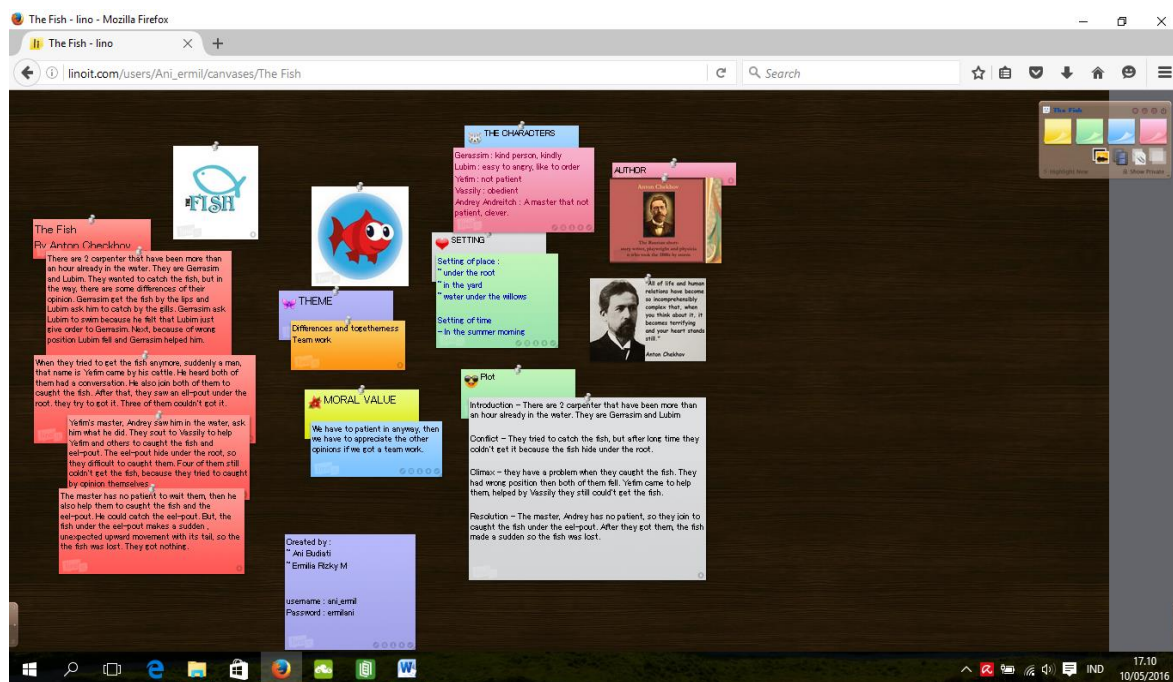 The Fish - lino - Mozilla Firefox
The Fish - lino
linoit.com/users/Ani_ermil/canvases/The Fish
Search
The Fish
THE FISH
The Fish
By Anton Checkhov
There are 2 carpenter that have been more than
an hour already in the water. They are Gerrasim
and Lubim. They wanted to catch the fish, but in
the way, there are some differences of their
opinion. Gerrasim get the fish by the lips and
Lubim ask him to catch by the gills. Gerrasim ask
Lubim to swim because he felt that Lubim just
give order to Gerrasim. Next, because of wrong
position Lubim fell and Gerrasim helped him.
When they tried to get the fish anymore, suddenly a man,
that name is Yefim came by his cattle. He heard both of
them had a conversation. He also join both of them to
caught the fish. After that, they saw an ell-pout under the
root. they try to got it. Three of them couldn't got it.
Yefim's master, Andrey saw him in the water, ask
him what he did. They sout to Vassily to help
Yefim and others to caught the fish and
eel-pout. The eel-pout hide under the root, so
they difficult to caught them. Four of them still
coldn't get the fish, because they tried to caught
by opinion themselves.
The master has no patient to wait them, then he
also help them to caught the fish and the
eel-pout. He could catch the eel-pout. But, the
fish under the eel-pout makes a sudden ,
unexpected upward movement with its tail, so the
the fish was lost. They got nothing.
THEME
Differences and togetherness
Team work
MORAL VALUE
We have to patient in anyway, then
we have to appreciate the other
opinions if we got a team work.
Created by :
~ Ani Budiati
~ Ermilia Rizky M
username : ani_ermil
Password : ermilani
THE CHARACTERS
Gerassim : kind person, kindly
Lubim : easy to angry, like to order
Yefim : not patient
Vassily : obedient
Andrey Andreitch : A master that not
patient, clever.
SETTING
Setting of place :
~ under the root
~ in the yard
~ water under the willows
Setting of time
- In the summer morning
Plot
Introduction - There are 2 carpenter that have been more than
an hour already in the water. They are Gerrasim and Lubim
Conflict - They tried to catch the fish, but after long time they
coldn't get it because the fish hide under the root.
Climax - they have a problem when they caught the fish. They
had wrong position then both of them fell. Yefim came to help
them, helped by Vassily they still could't get the fish.
Resolution - The master, Andrey has no patient, so they join to
caught the fish under the eel-pout. After they got them, the fish
made a sudden so the fish was lost.
AUTHOR
Anton Chekhov
"All of life and human
relations have become
so incomprehensibly
complex that, when
you think about it, it
becomes terrifying
and your heart stands
still."
Anton Chekhov
IND
17.10
10/05/2016